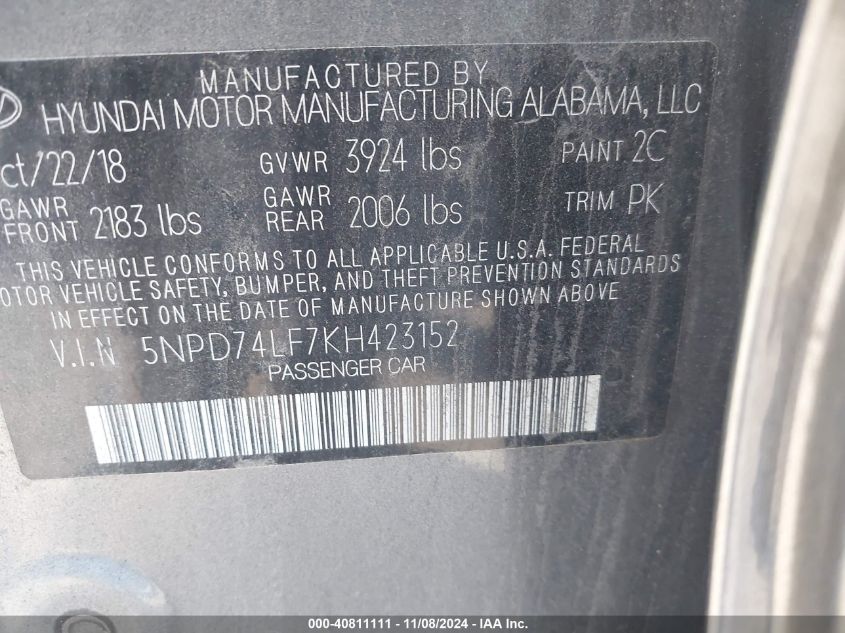 MANUFACTURED BY
HYUNDAI MOTOR MANUFACTURING ALABAMA, LLC
ct/22/18 GVWR 3924 lbs PAINT 2C
GAWR FRONT 2183 lbs GAWR REAR 2006 lbs TRIM PK
THIS VEHICLE CONFORMS TO ALL APPLICABLE U.S.A. FEDERAL
OTOR VEHICLE SAFETY, BUMPER, AND THEFT PREVENTION STANDARDS
IN EFFECT ON THE DATE OF MANUFACTURE SHOWN ABOVE
V.I.N 5NPD74LF7KH423152
PASSENGER CAR
000-40811111 - 11/08/2024 - IAA Inc.